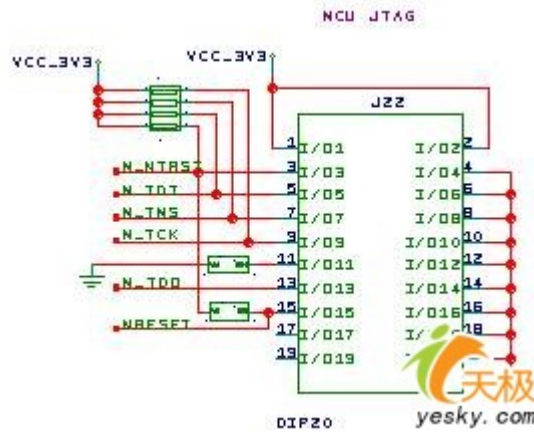 NCU JTAG
VCC_3V3
VCC_3V3
J22
1 I/O1 I/O2 2
N_NTRST 3 I/O3 I/O4 4
N_TDI 5 I/O5 I/O6 6
N_TMS 7 I/O7 I/O8 8
N_TCK 9 I/O9 I/O10 10
11 I/O11 I/O12 12
N_TDO 13 I/O13 I/O14 14
15 I/O15 I/O16 16
NRESET 17 I/O17 18
19 I/O19
天极
yesky.com
DIP20